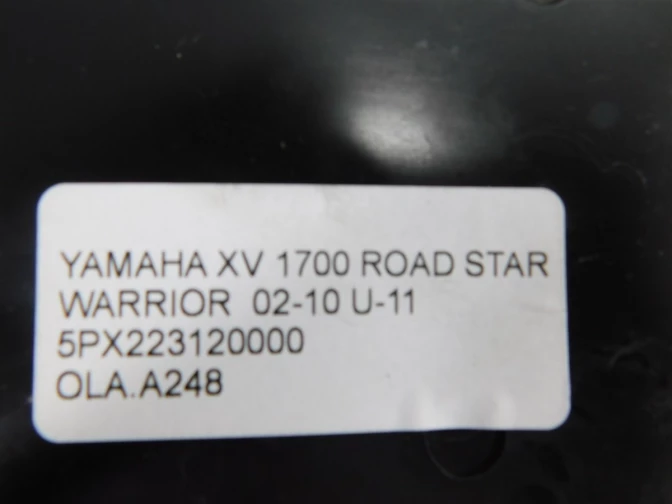 YAMAHA XV 1700 ROAD STAR
WARRIOR 02-10 U-11
5PX223120000
OLA.A248